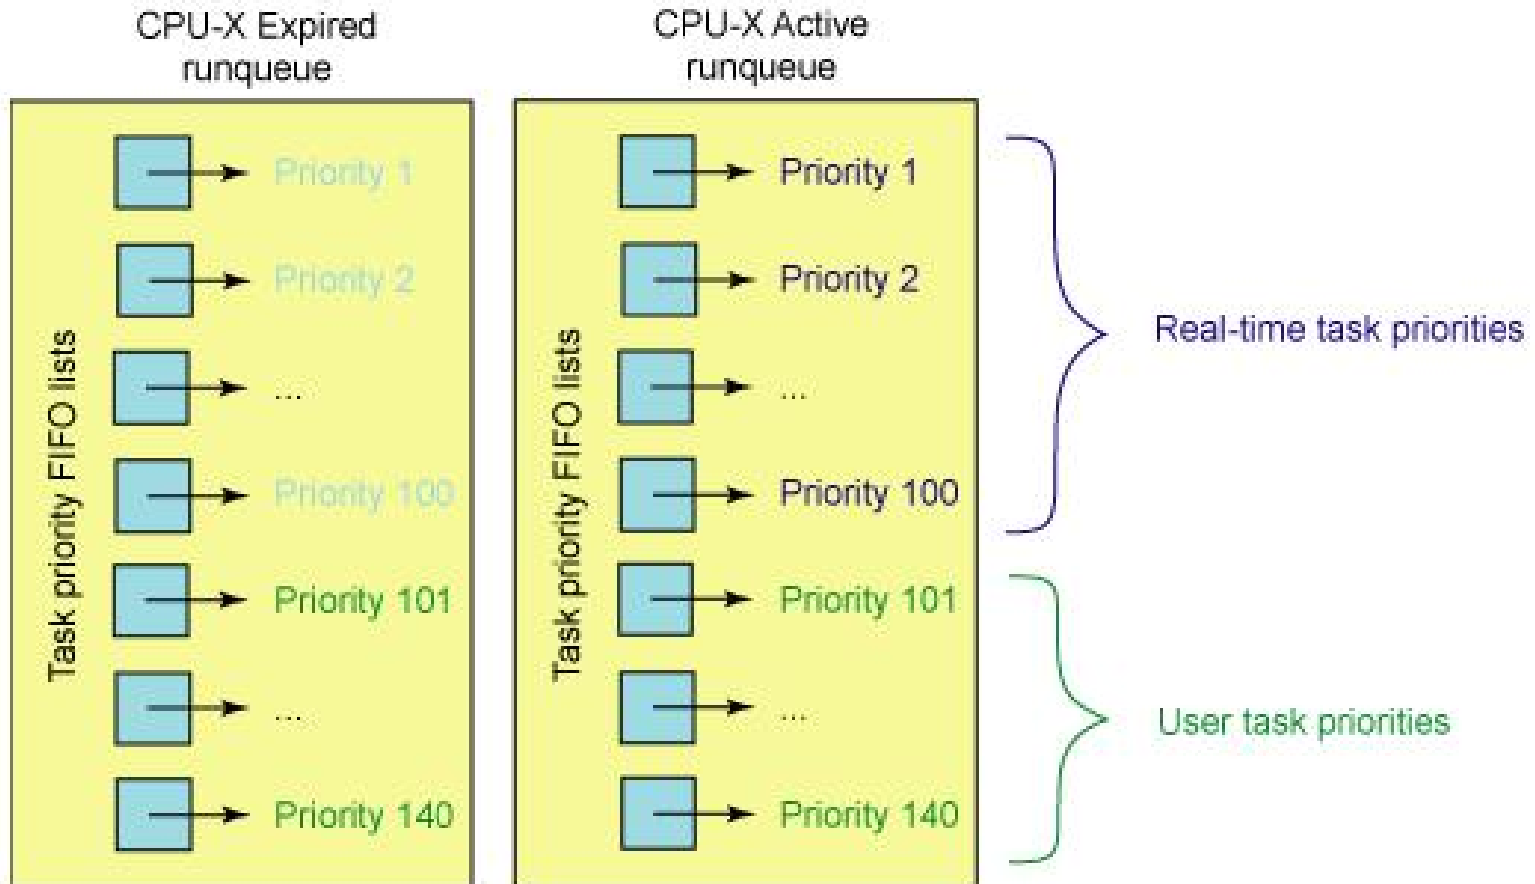 CPU-X Expired
runqueue
Task priority FIFO lists
Priority 1
Priority 2
...
Priority 100
Priority 101
...
Priority 140
CPU-X Active
runqueue
Task priority FIFO lists
Priority 1
Priority 2
...
Priority 100
Priority 101
...
Priority 140
Real-time task priorities
User task priorities